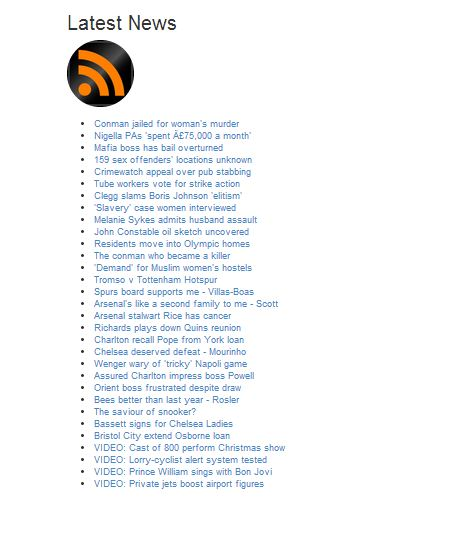 Latest News
Conman jailed for woman's murder
Nigella PAs 'spent Â£75,000 a month'
Mafia boss has bail overturned
159 sex offenders' locations unknown
Crimewatch appeal over pub stabbing
Tube workers vote for strike action
Clegg slams Boris Johnson 'elitism'
'Slavery' case women interviewed
Melanie Sykes admits husband assault
John Constable oil sketch uncovered
Residents move into Olympic homes
The conman who became a killer
'Demand' for Muslim women's hostels
Tromso v Tottenham Hotspur
Spurs board supports me - Villas-Boas
Arsenal's like a second family to me - Scott
Arsenal stalwart Rice has cancer
Richards plays down Quins reunion
Charlton recall Pope from York loan
Chelsea deserved defeat - Mourinho
Wenger wary of 'tricky' Napoli game
Assured Charlton impress boss Powell
Orient boss frustrated despite draw
Bees better than last year - Rosler
The saviour of snooker?
Bassett signs for Chelsea Ladies
Bristol City extend Osborne loan
VIDEO: Cast of 800 perform Christmas show
VIDEO: Lorry-cyclist alert system tested
VIDEO: Prince William sings with Bon Jovi
VIDEO: Private jets boost airport figures